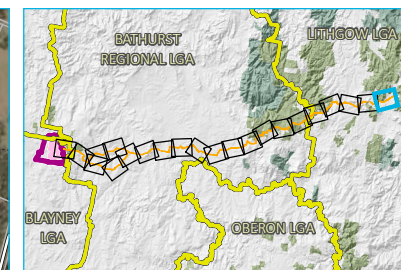 BATHURST
REGIONAL LGA
LITHGOW LGA
BLAYNEY
LGA
OBERON LGA